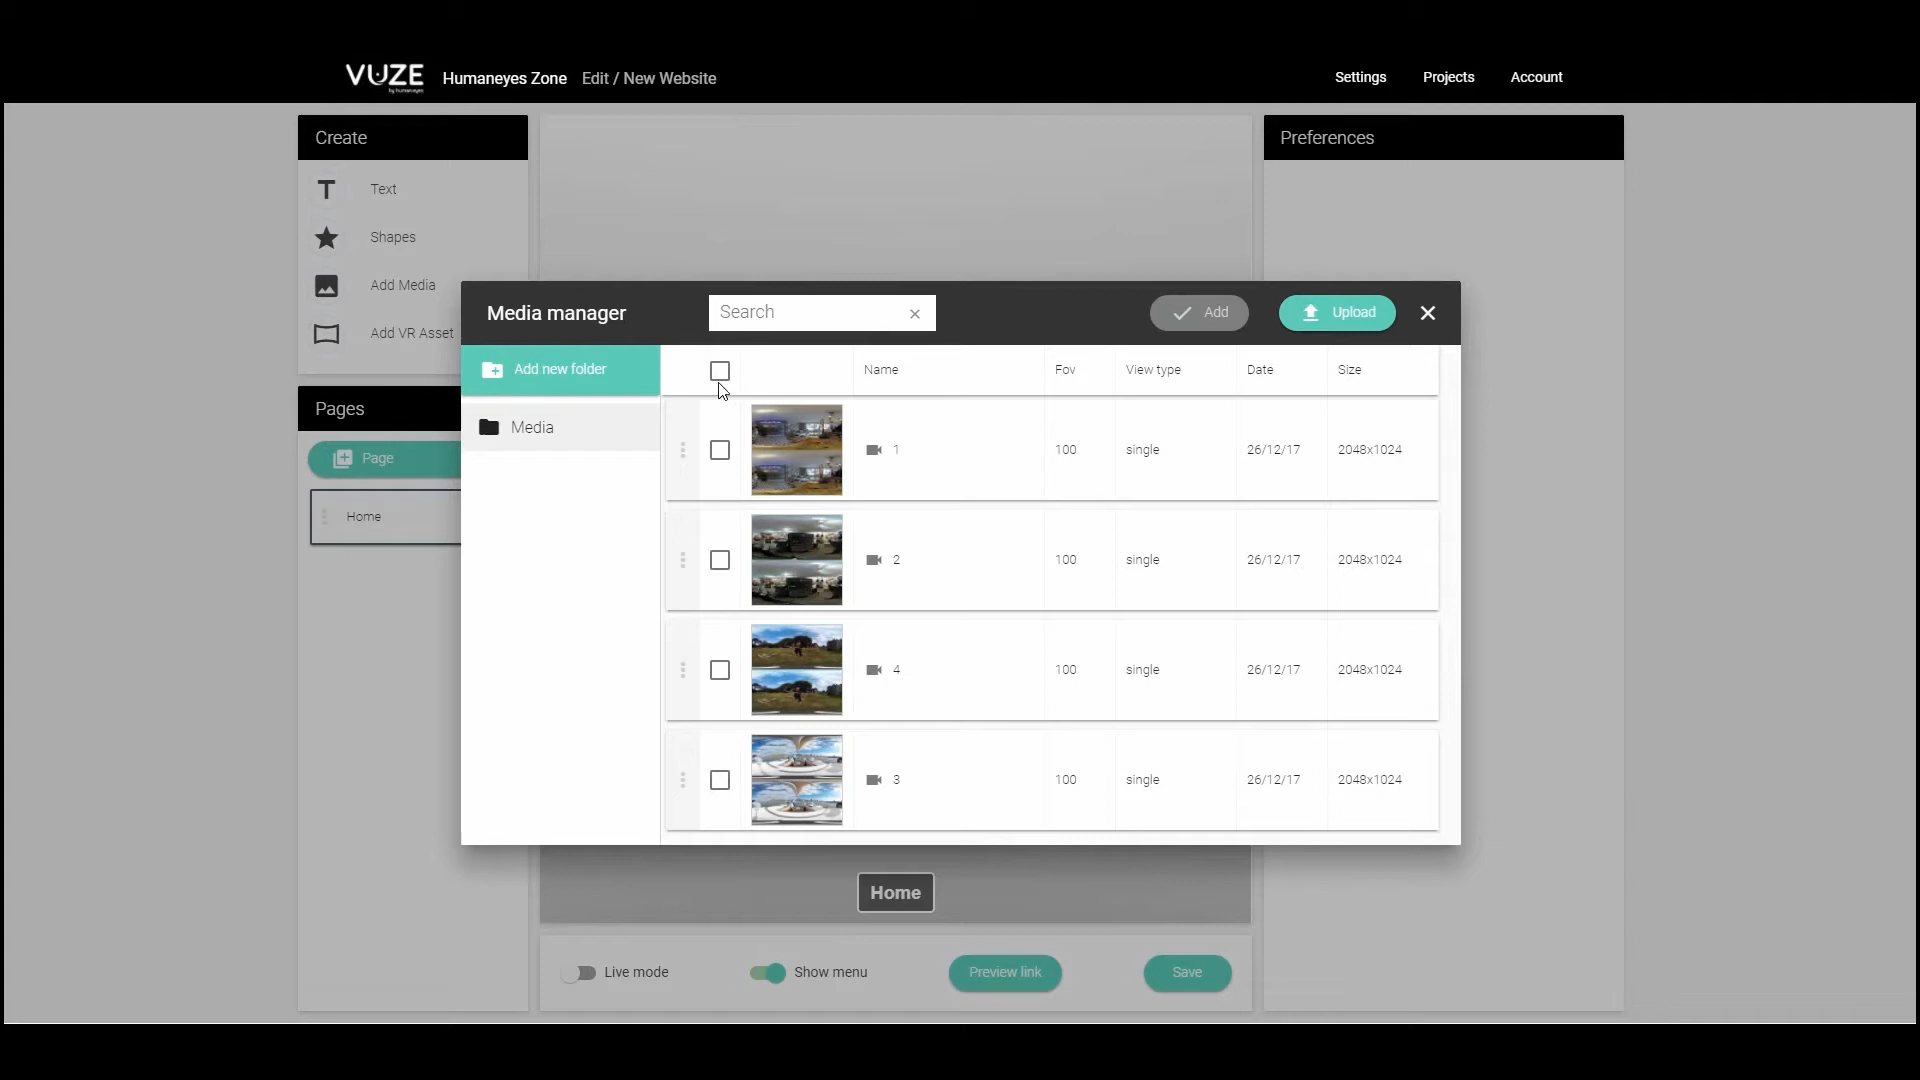 VUZE
by humaneyes
Humaneyes Zone Edit / New Website
Settings Projects Account
Create
Text
Shapes
Add Media
Add VR Asset
Pages
Page
Home
Preferences
Media manager
Search
Add
Upload
Add new folder
Media
Name Fov View type Date Size
1 100 single 26/12/17 2048x1024
2 100 single 26/12/17 2048x1024
4 100 single 26/12/17 2048x1024
3 100 single 26/12/17 2048x1024
Home
Live mode Show menu Preview link Save